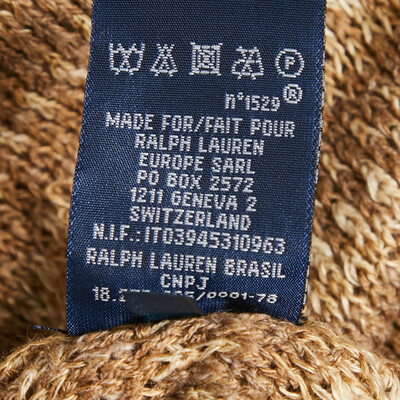 P
n°1529®
MADE FOR/FAIT POUR
RALPH LAUREN
EUROPE SARL
PO BOX 2572
1211 GENEVA 2
SWITZERLAND
N.I.F.:IT03945310963
RALPH LAUREN BRASIL
CNPJ